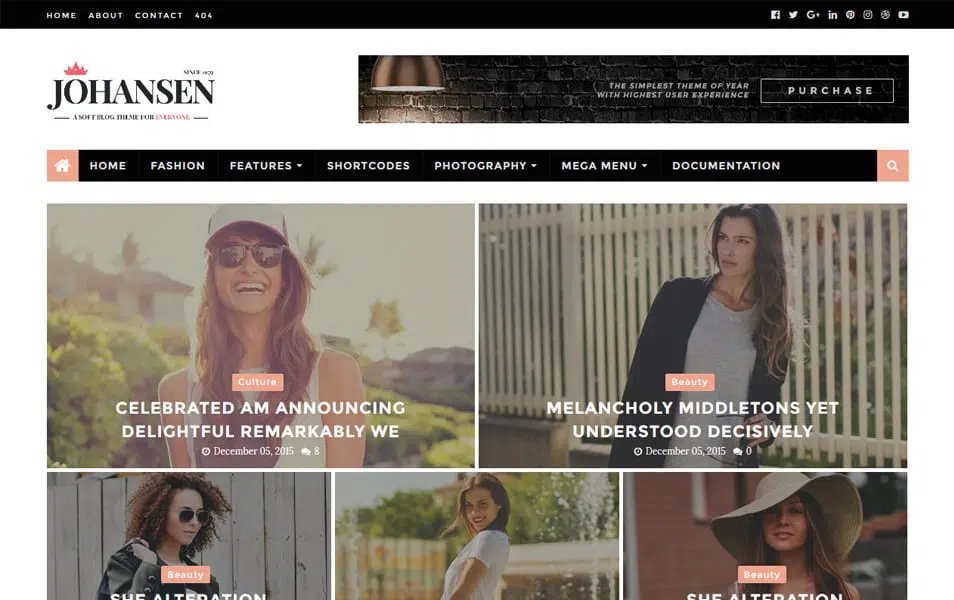 HOME ABOUT CONTACT 404
SINCE 1979
JOHANSEN
A SOFT BLOG THEME FOR EVERYONE
THE SIMPLEST THEME OF YEAR
WITH HIGHEST USER EXPERIENCE
PURCHASE
HOME FASHION FEATURES SHORTCODES PHOTOGRAPHY MEGA MENU DOCUMENTATION
Culture
CELEBRATED AM ANNOUNCING
DELIGHTFUL REMARKABLY WE
December 05, 2015 8
Beauty
MELANCHOLY MIDDLETONS YET
UNDERSTOOD DECISIVELY
December 05, 2015 0
Beauty
SHE ALTERATION
Beauty
SHE ALTERATION